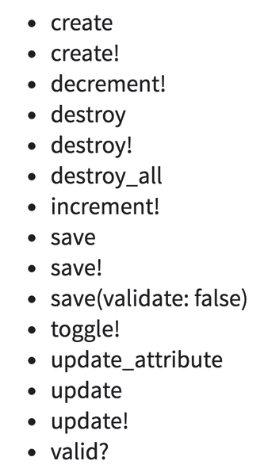 create
create!
decrement!
destroy
destroy!
destroy_all
increment!
save
save!
save(validate: false)
toggle!
update_attribute
update
update!
valid?